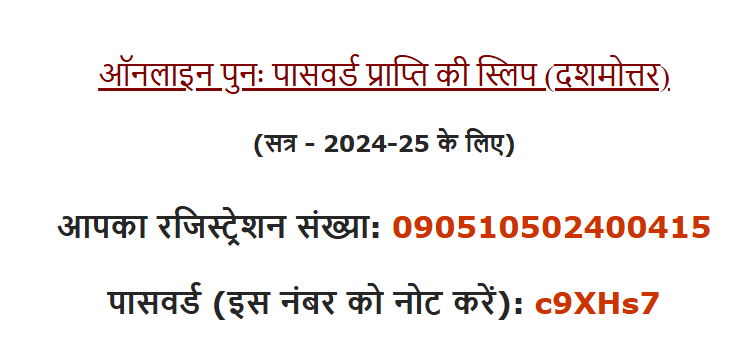 ऑनलाइन पुनः पासवर्ड प्राप्ति की स्लिप (दशमोत्तर)
(सत्र - 2024-25 के लिए)
आपका रजिस्ट्रेशन संख्या: 090510502400415
पासवर्ड (इस नंबर को नोट करें): c9XHs7